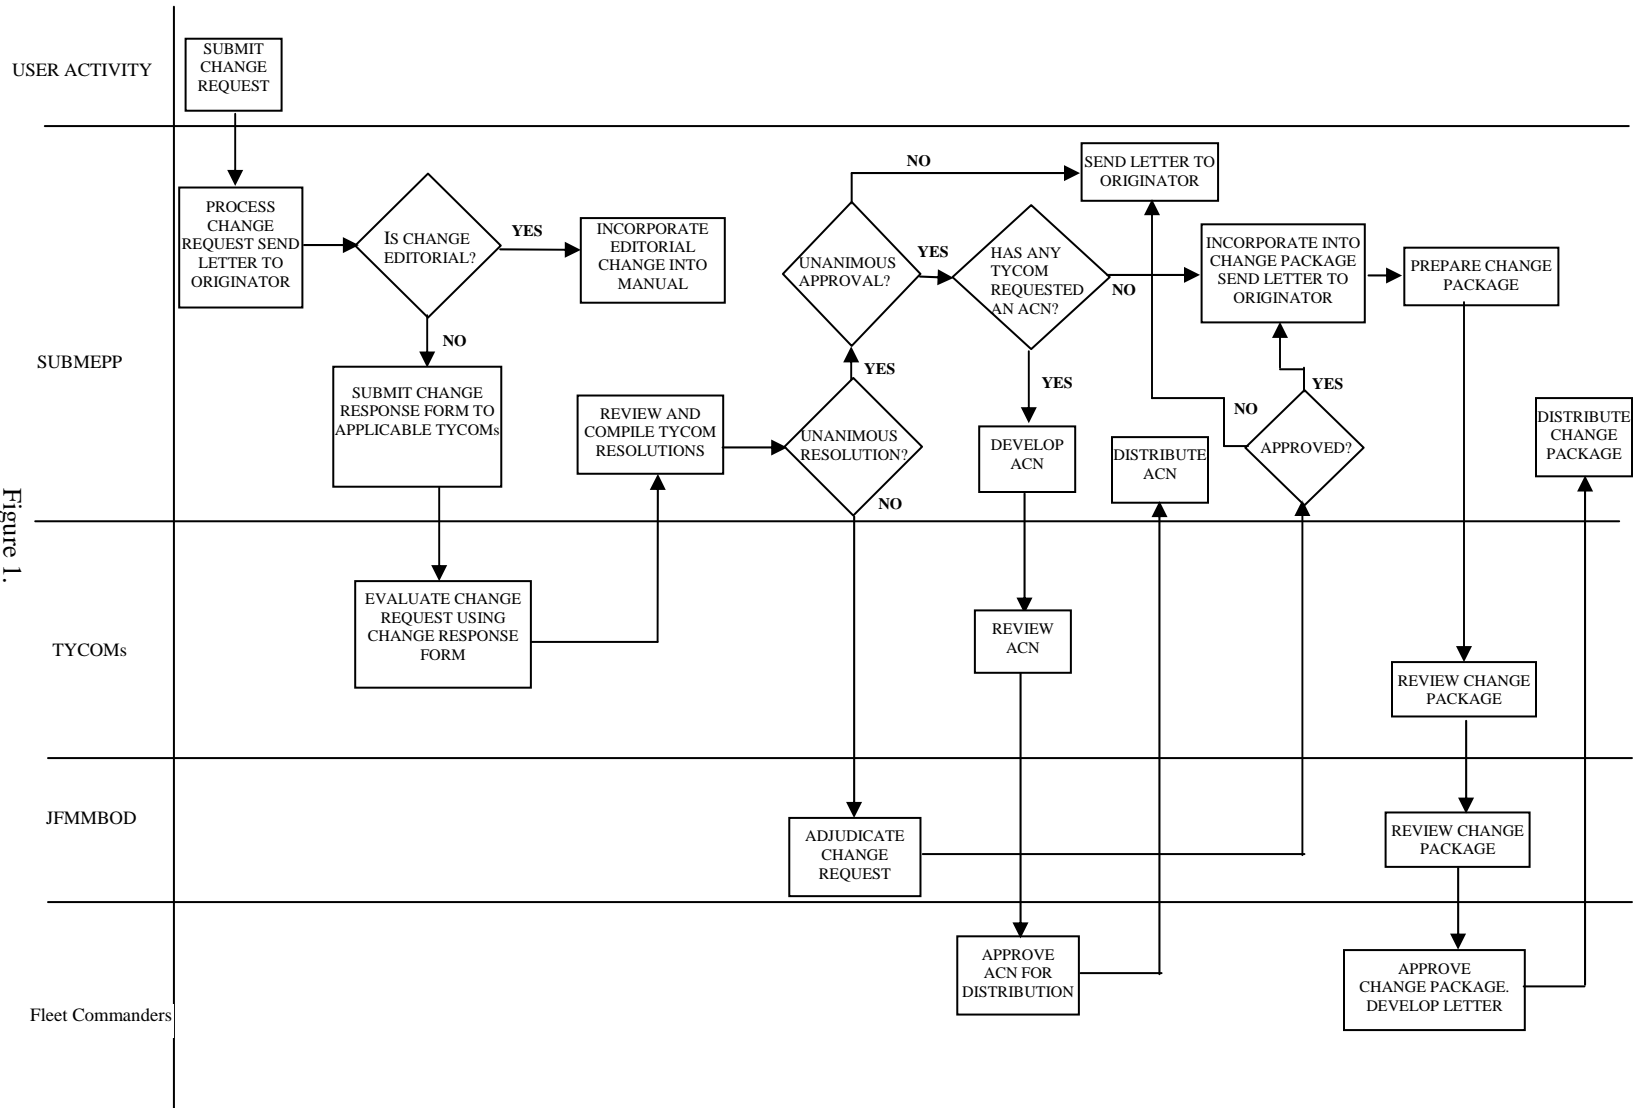 USER ACTIVITY
SUBMIT
CHANGE
REQUEST
SUBMEPP
PROCESS
CHANGE
REQUEST SEND
LETTER TO
ORIGINATOR
IS CHANGE
EDITORIAL?
YES
INCORPORATE
EDITORIAL
CHANGE INTO
MANUAL
NO
SUBMIT CHANGE
RESPONSE FORM TO
APPLICABLE TYCOMs
REVIEW AND
COMPILE TYCOM
RESOLUTIONS
UNANIMOUS
RESOLUTION?
YES
NO
UNANIMOUS
APPROVAL?
NO
YES
SEND LETTER TO
ORIGINATOR
HAS ANY
TYCOM
REQUESTED
AN ACN?
NO
YES
DEVELOP
ACN
DISTRIBUTE
ACN
INCORPORATE INTO
CHANGE PACKAGE
SEND LETTER TO
ORIGINATOR
YES
NO
APPROVED?
PREPARE CHANGE
PACKAGE
DISTRIBUTE
CHANGE
PACKAGE
Figure 1.
TYCOMs
EVALUATE CHANGE
REQUEST USING
CHANGE RESPONSE
FORM
REVIEW
ACN
REVIEW CHANGE
PACKAGE
JFMMBOD
ADJUDICATE
CHANGE
REQUEST
REVIEW CHANGE
PACKAGE
Fleet Commanders
APPROVE
ACN FOR
DISTRIBUTION
APPROVE
CHANGE PACKAGE.
DEVELOP LETTER